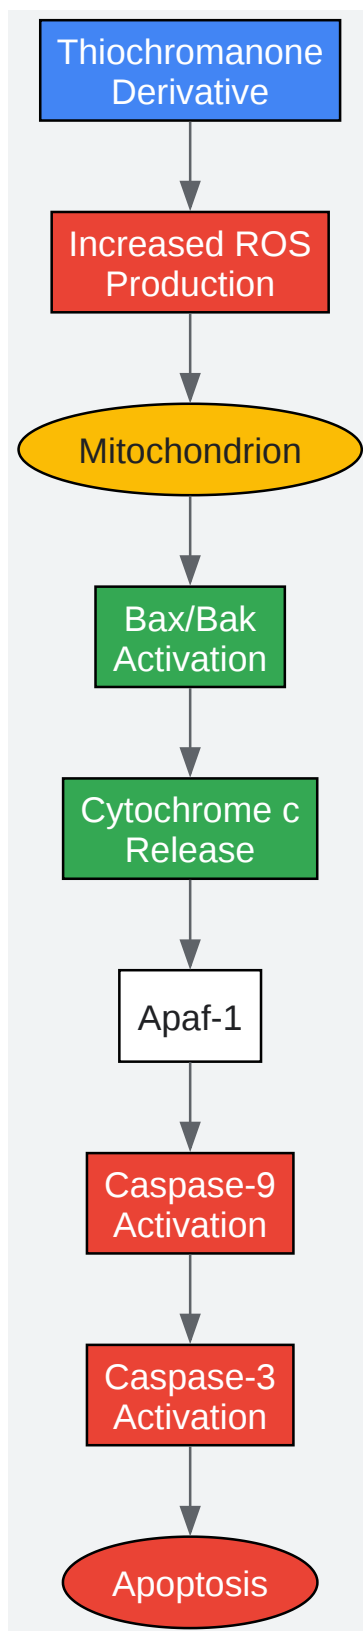 Thiochromanone
Derivative
Increased ROS
Production
Mitochondrion
Bax/Bak
Activation
Cytochrome c
Release
Apaf-1
Caspase-9
Activation
Caspase-3
Activation
Apoptosis